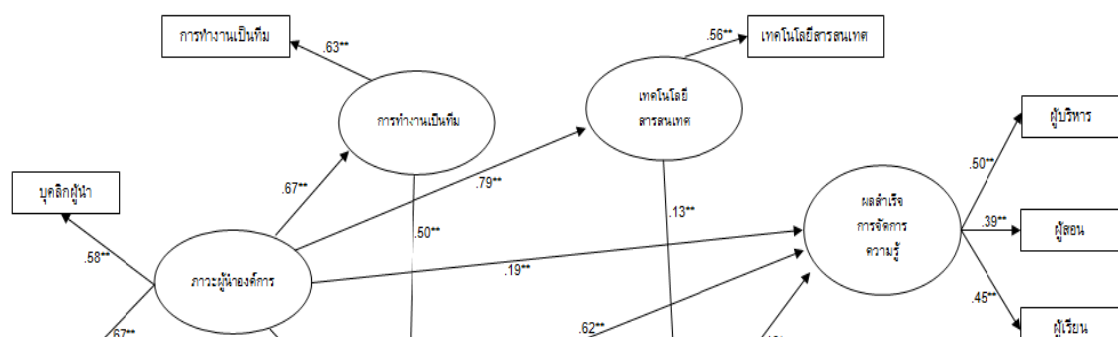 การทำงานเป็นทีม
.63**
.56**
เทคโนโลยีสารสนเทศ
การทำงานเป็นทีม
เทคโนโลยี
สารสนเทศ
ผู้บริหาร
.50**
.67**
.79**
บุคลิกผู้นำ
ผลสำเร็จ
การจัดการ
ความรู้
.13**
.50**
.39**
ผู้สอน
.58**
ภาวะผู้นำองค์การ
.19**
.45**
.67**
.62**
ผู้เรียน